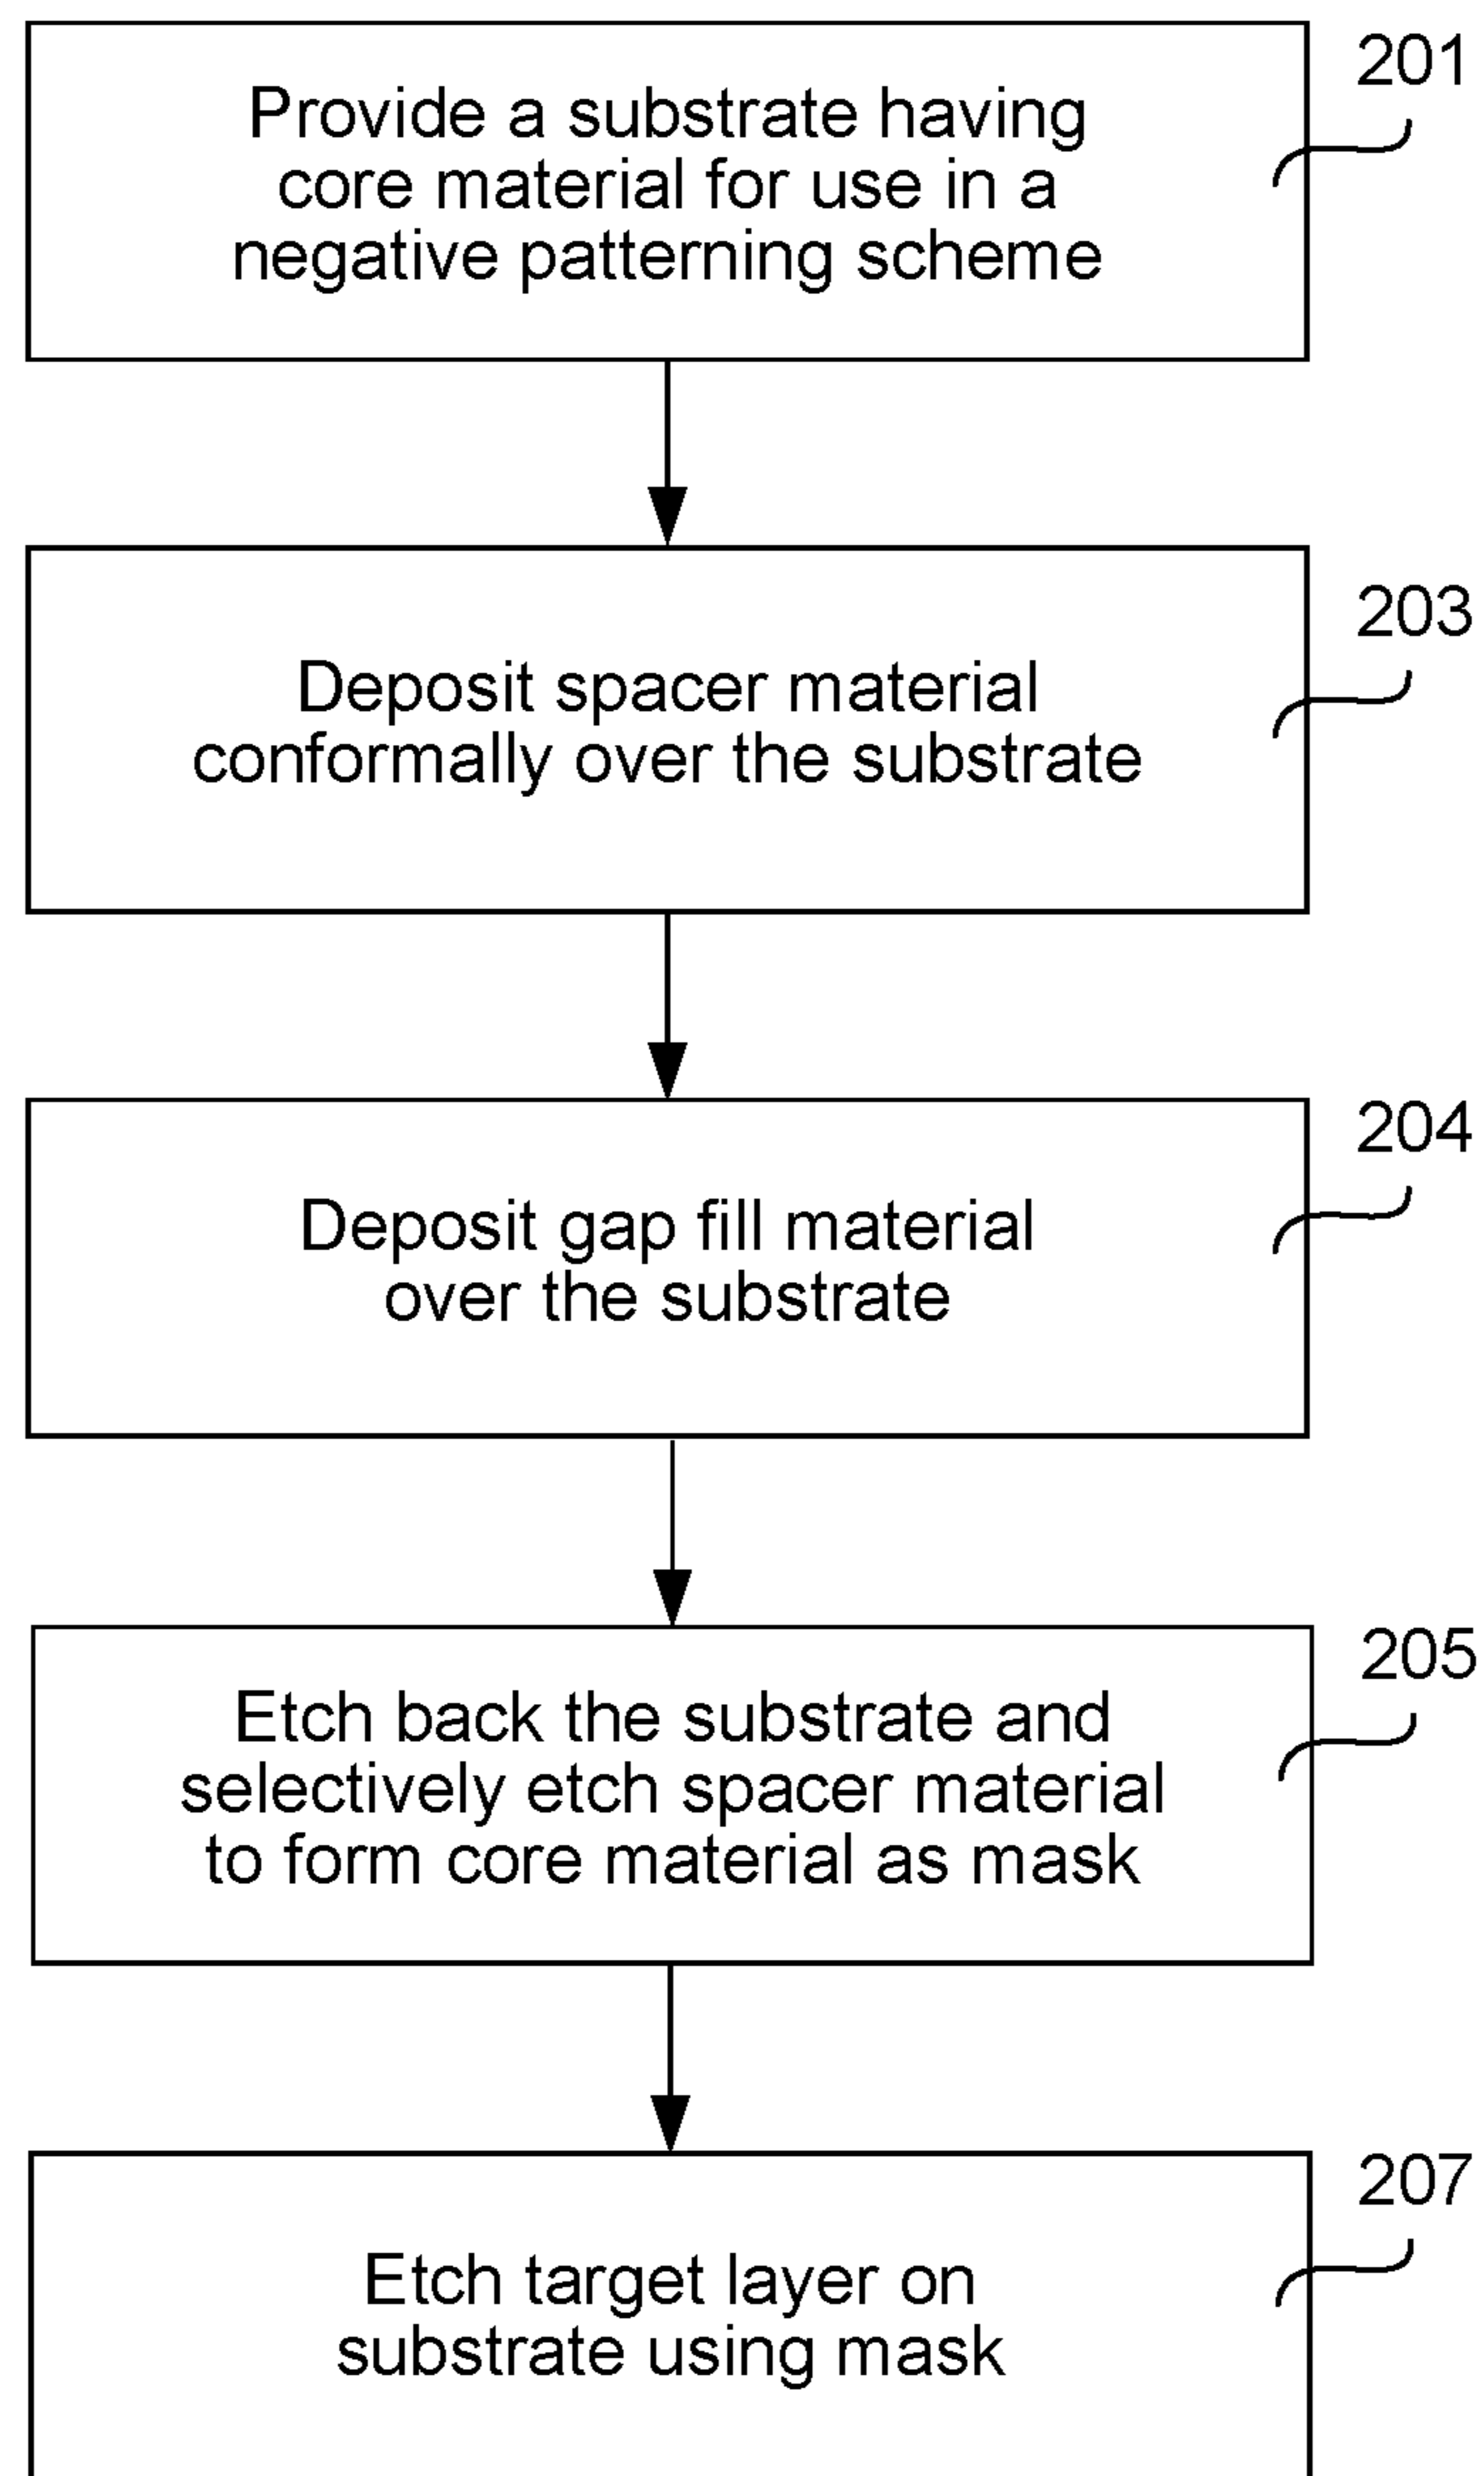 201
Provide a substrate having
core material for use in a
negative patterning scheme
203
Deposit spacer material
conformally over the substrate
204
Deposit gap fill material
over the substrate
205
Etch back the substrate and
selectively etch spacer material
to form core material as mask
207
Etch target layer on
substrate using mask